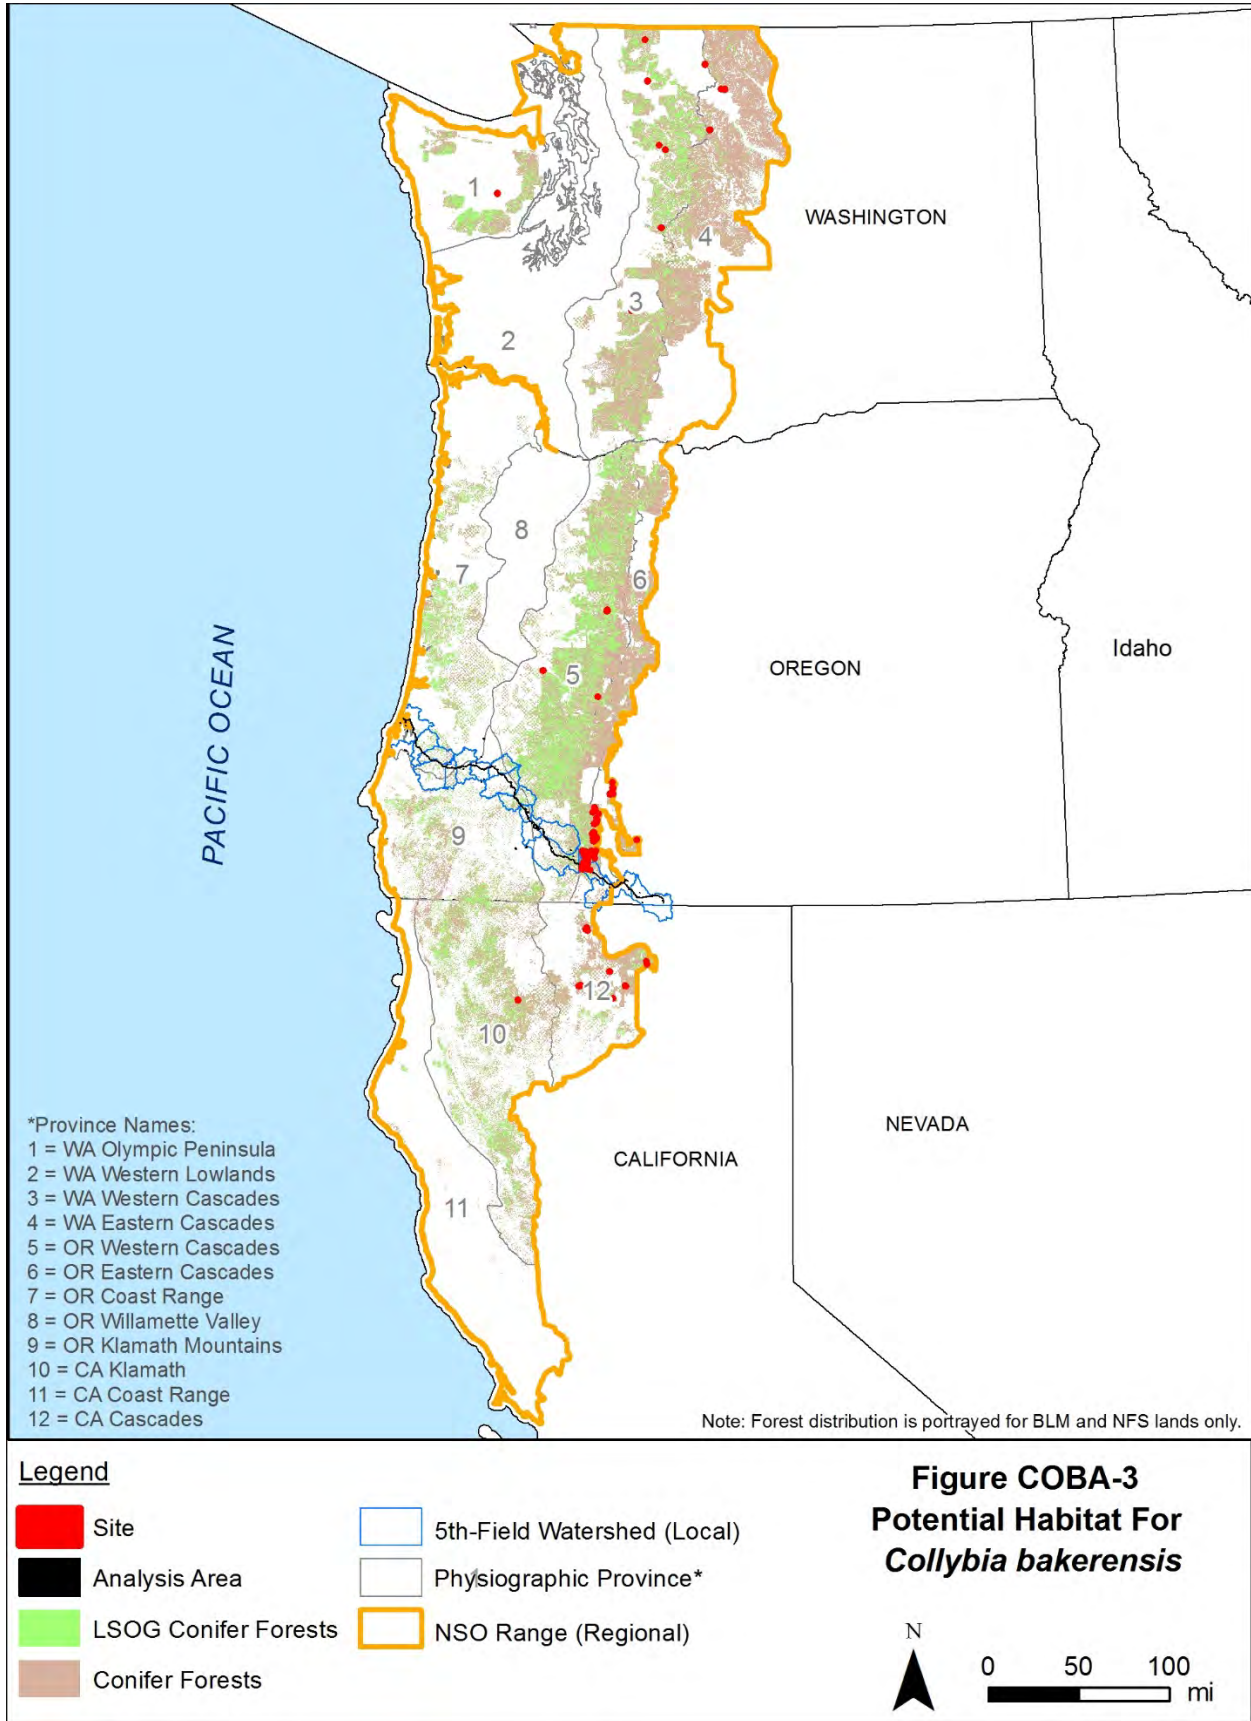 1
2
3
4
WASHINGTON
8
7
6
5
OREGON
Idaho
PACIFIC OCEAN
9
12
10
11
NEVADA
CALIFORNIA
*Province Names:
1 = WA Olympic Peninsula
2 = WA Western Lowlands
3 = WA Western Cascades
4 = WA Eastern Cascades
5 = OR Western Cascades
6 = OR Eastern Cascades
7 = OR Coast Range
8 = OR Willamette Valley
9 = OR Klamath Mountains
10 = CA Klamath
11 = CA Coast Range
12 = CA Cascades
Note: Forest distribution is portrayed for BLM and NFS lands only.
Legend
Site
Analysis Area
LSOG Conifer Forests
Conifer Forests
5th-Field Watershed (Local)
1
Physiographic Province*
NSO Range (Regional)
Figure COBA-3
Potential Habitat For
Collybia bakerensis
N
0 50 100
mi